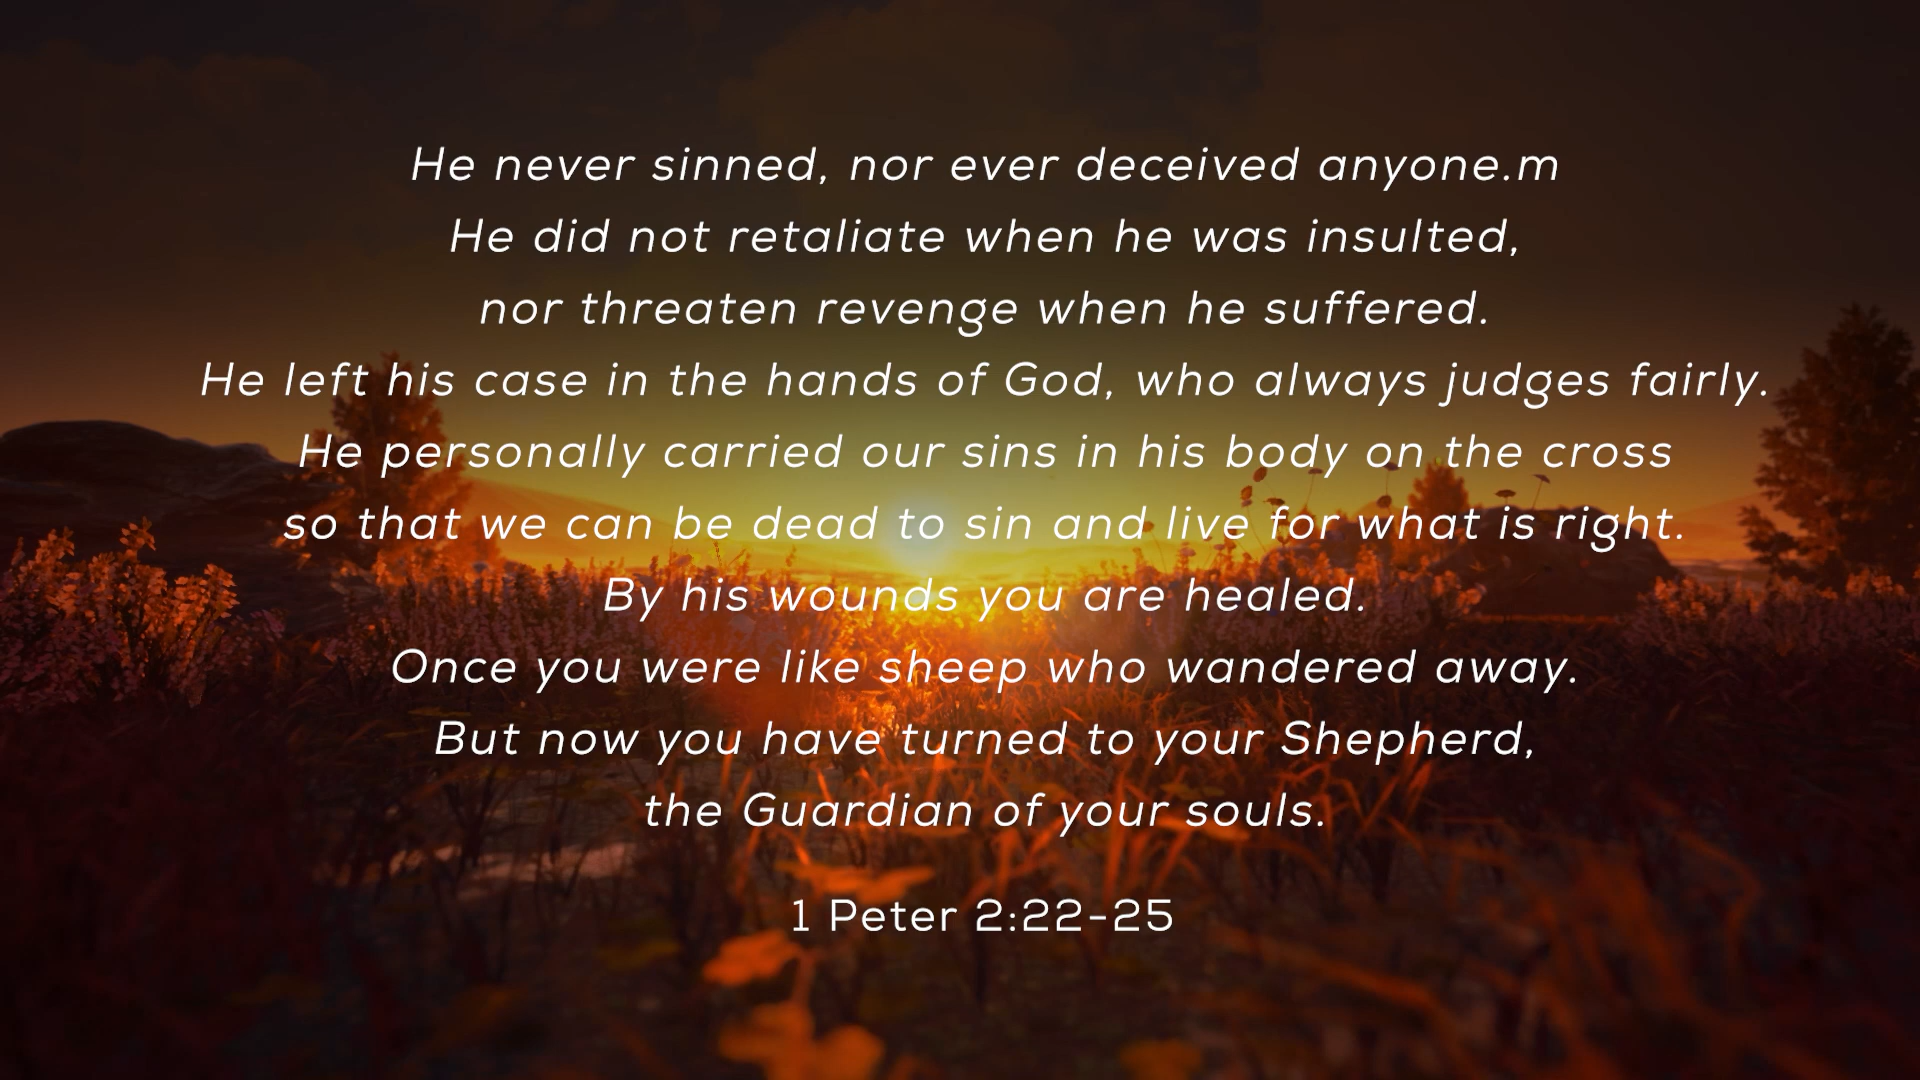 He never sinned, nor ever deceived anyone.m
He did not retaliate when he was insulted,
nor threaten revenge when he suffered.
He left his case in the hands of God, who always judges fairly.
He personally carried our sins in his body on the cross
so that we can be dead to sin and live for what is right.
By his wounds you are healed.
Once you were like sheep who wandered away.
But now you have turned to your Shepherd,
the Guardian of your souls.
1 Peter 2:22-25